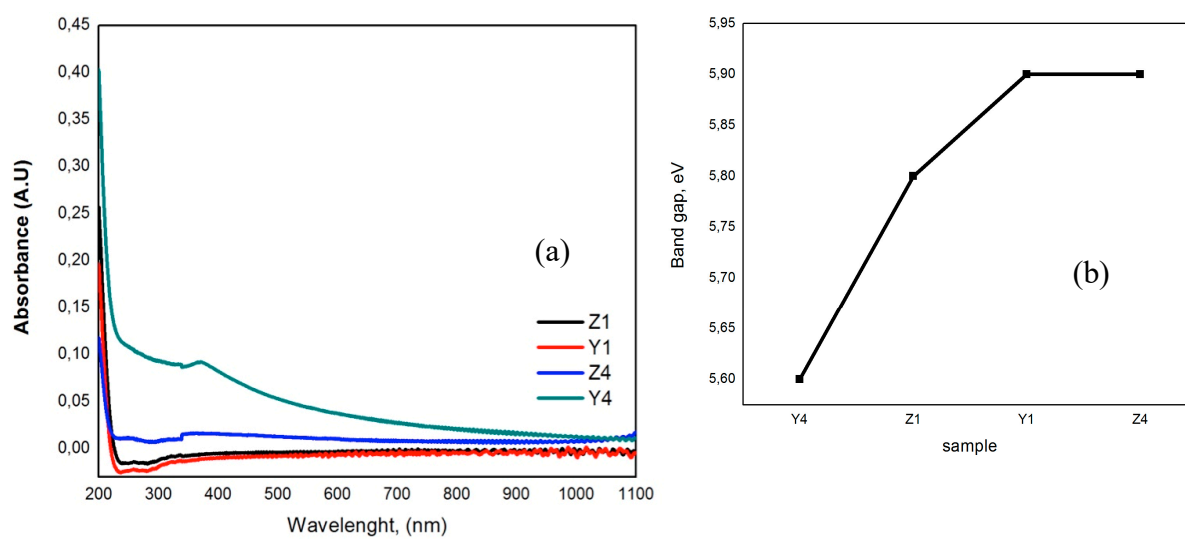 0,45
0,40
0,35
0,30
0,25
0,20
0,15
0,10
0,05
0,00
Absorbance (A.U)
200 300 400 500 600 700 800 900 1000 1100
Wavelenght, (nm)
(a)
Z1
Y1
Z4
Y4
5,95
5,90
5,85
5,80
5,70
5,65
5,60
Band gap, eV
Y4 Z1 Y1 Z4
sample
(b)